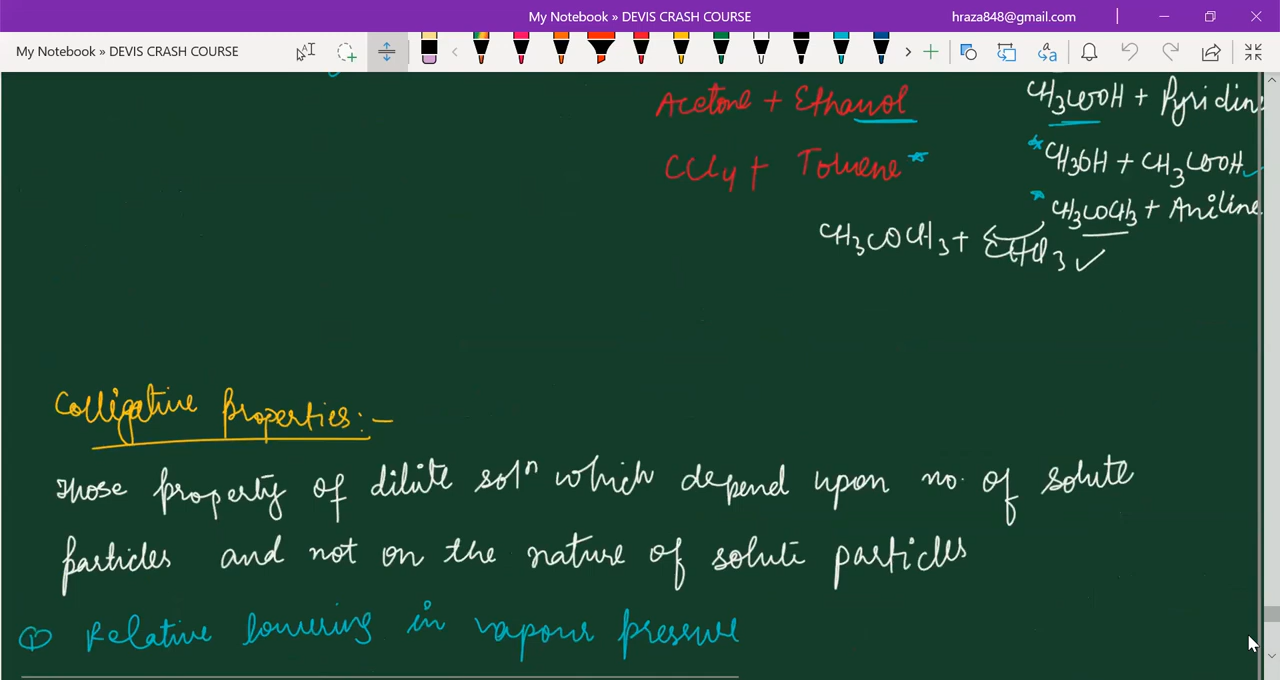 My Notebook » DEVIS CRASH COURSE
hraza848@gmail.com
My Notebook » DEVIS CRASH COURSE
Acetone + Ethanol
CH3COOH + Pyridin
CCl4 + Toluene *
* CH3OH + CH3COOH ✓
* CH3COCH3 + Aniline
CH3COCH3 + CHCl3 ✓
Colligative Properties:-
Those property of dilute solⁿ which depend upon no. of solute
particles and not on the nature of solute particles
① Relative lowering in vapour pressure